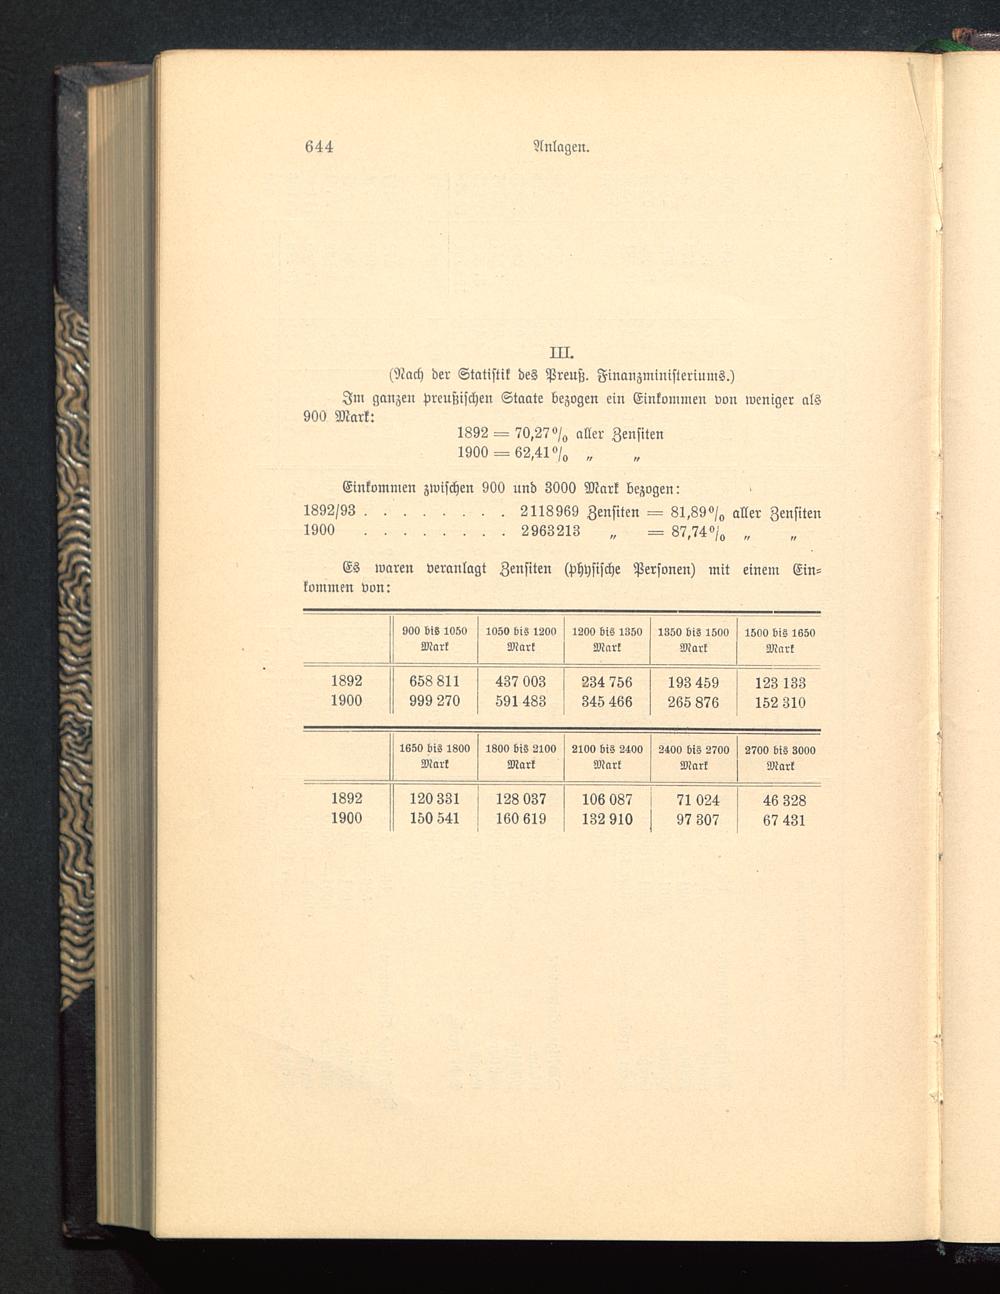 644 Anlagen.
III.
(Nach der Statistik des Preuß. Finanzministeriums.)
Im ganzen preußischen Staate bezogen ein Einkommen von weniger als
900 Mark:
1892 = 70,27% aller Zensiten
1900 = 62,41% „ „
Einkommen zwischen 900 und 3000 Mark bezogen:
1892/93 . . . . . . . . 2118969 Zensiten = 81,89% aller Zensiten
1900 . . . . . . . . 2963213 „ = 87,74% „ „
Es waren veranlagt Zensiten (physische Personen) mit einem Ein-
kommen von:
900 bis 1050 1050 bis 1200 1200 bis 1350 1350 bis 1500 1500 bis 1650
Mark Mark Mark Mark Mark
1892 658 811 437 003 234 756 193 459 123 133
1900 999 270 591 483 345 466 265 876 152 310
1650 bis 1800 1800 bis 2100 2100 bis 2400 2400 bis 2700 2700 bis 3000
Mark Mark Mark Mark Mark
1892 120 331 128 037 106 087 71 024 46 328
1900 150 541 160 619 132 910 97 307 67 431